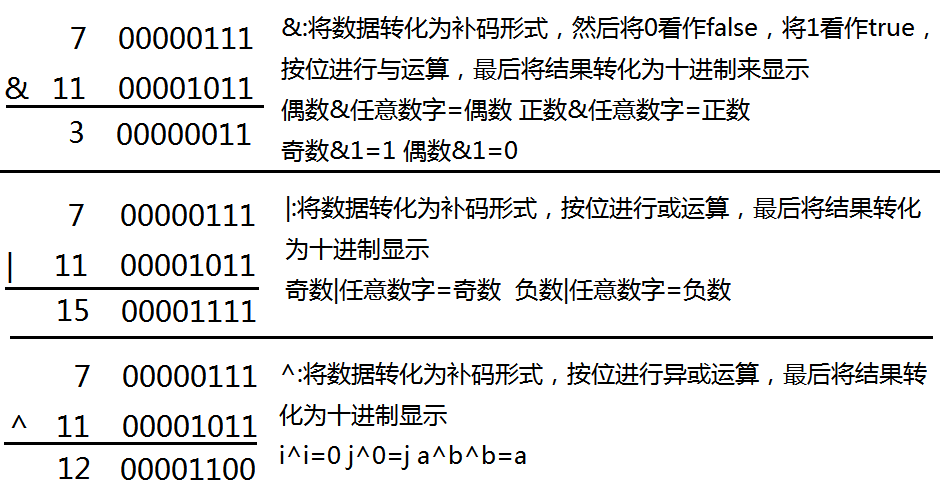 7 00000111
& 11 00001011
3 00000011
&:将数据转化为补码形式，然后将0看作false，将1看作true，
按位进行与运算，最后将结果转化为十进制来显示
偶数&任意数字=偶数 正数&任意数字=正数
奇数&1=1 偶数&1=0
7 00000111
| 11 00001011
15 00001111
|:将数据转化为补码形式，按位进行或运算，最后将结果转化
为十进制显示
奇数|任意数字=奇数 负数|任意数字=负数
7 00000111
^ 11 00001011
12 00001100
^:将数据转化为补码形式，按位进行异或运算，最后将结果转
化为十进制显示
i^i=0 j^0=j a^b^b=a